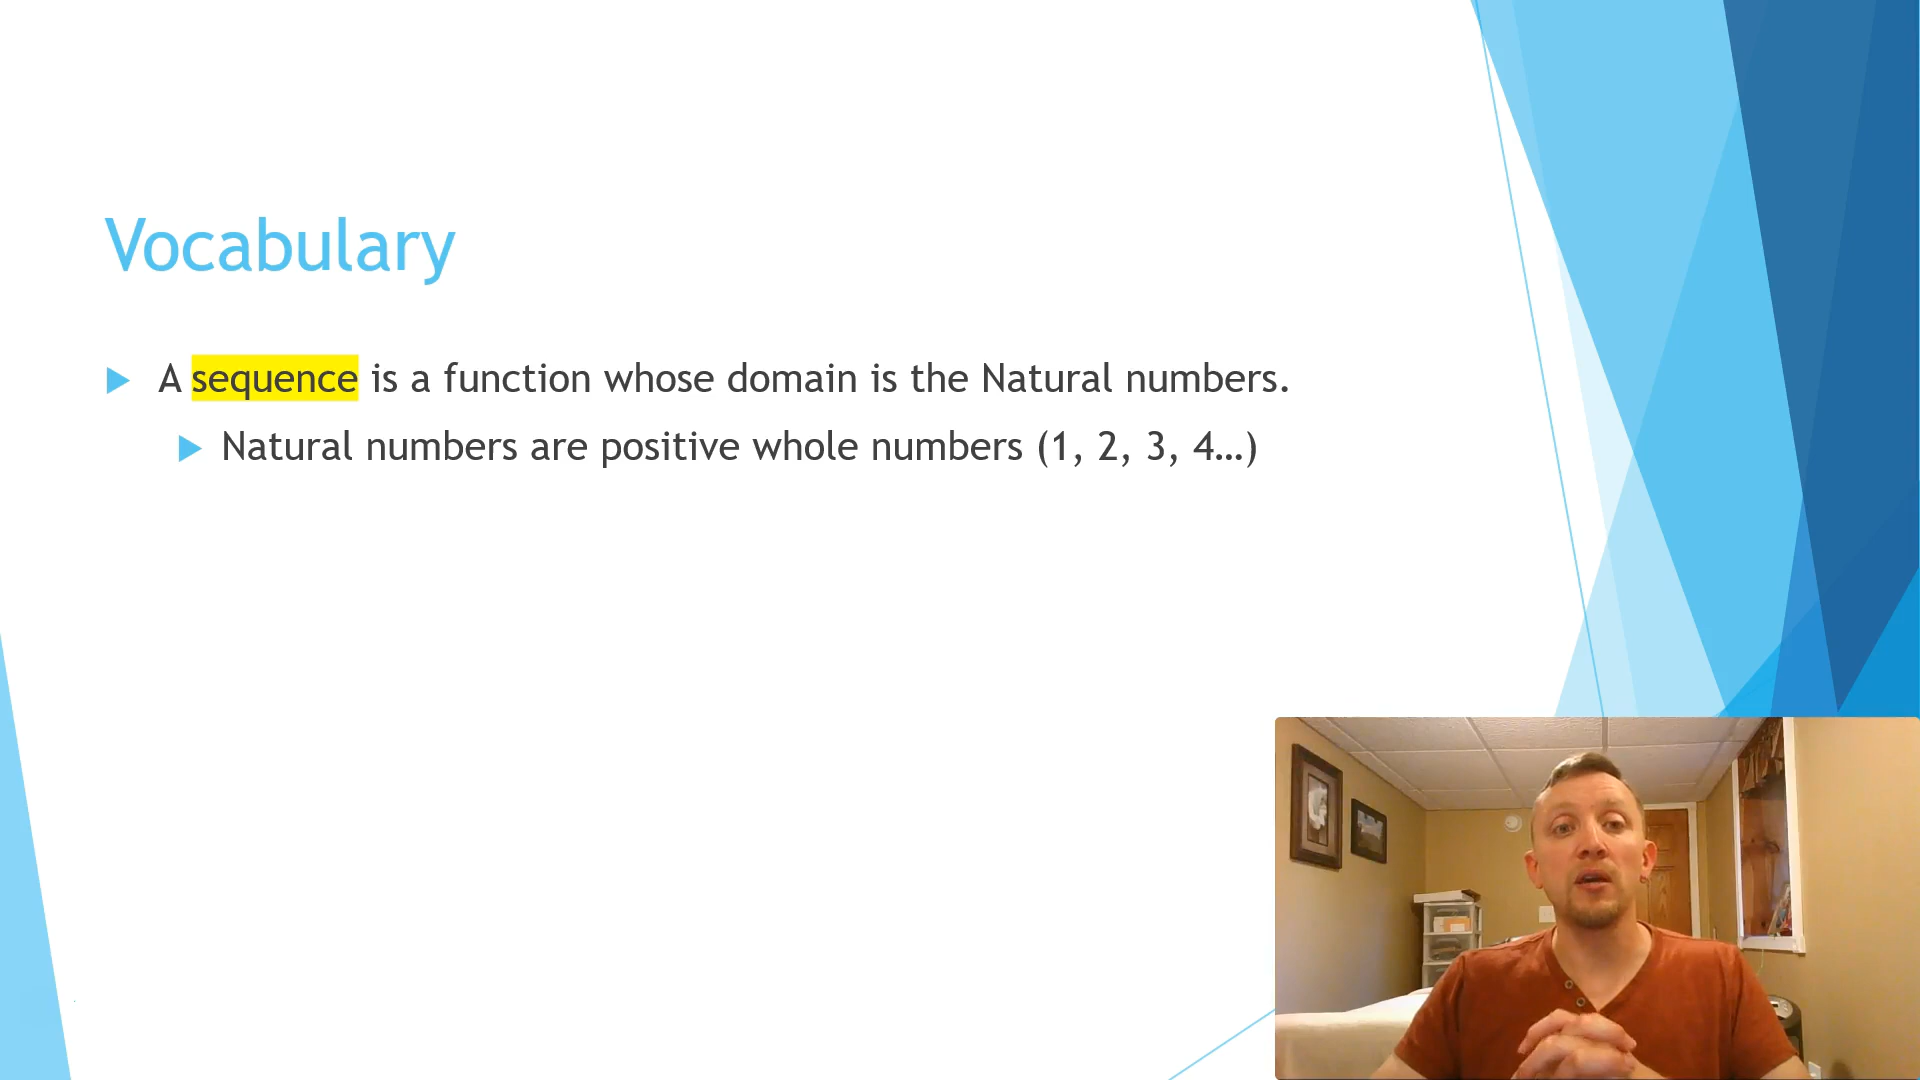 Vocabulary
A sequence is a function whose domain is the Natural numbers.
Natural numbers are positive whole numbers (1, 2, 3, 4…)